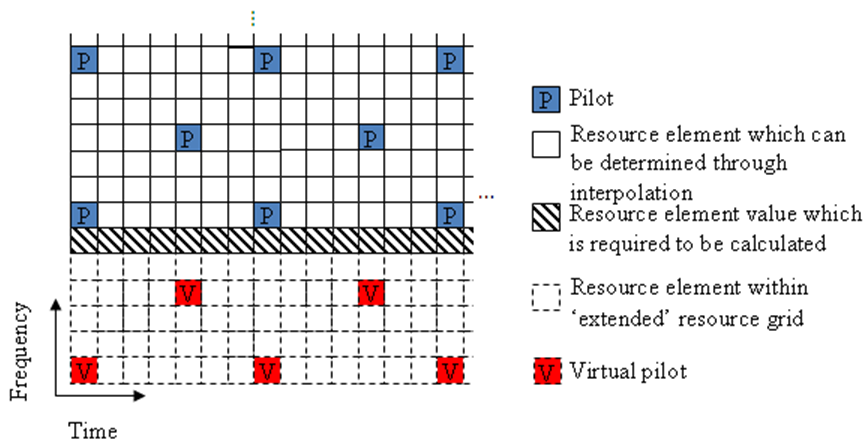 P P P
P P
P P P
V V
V V V
Frequency
Time
P Pilot
Resource element which can
be determined through
interpolation
Resource element value which
is required to be calculated
Resource element within
‘extended’ resource grid
V Virtual pilot